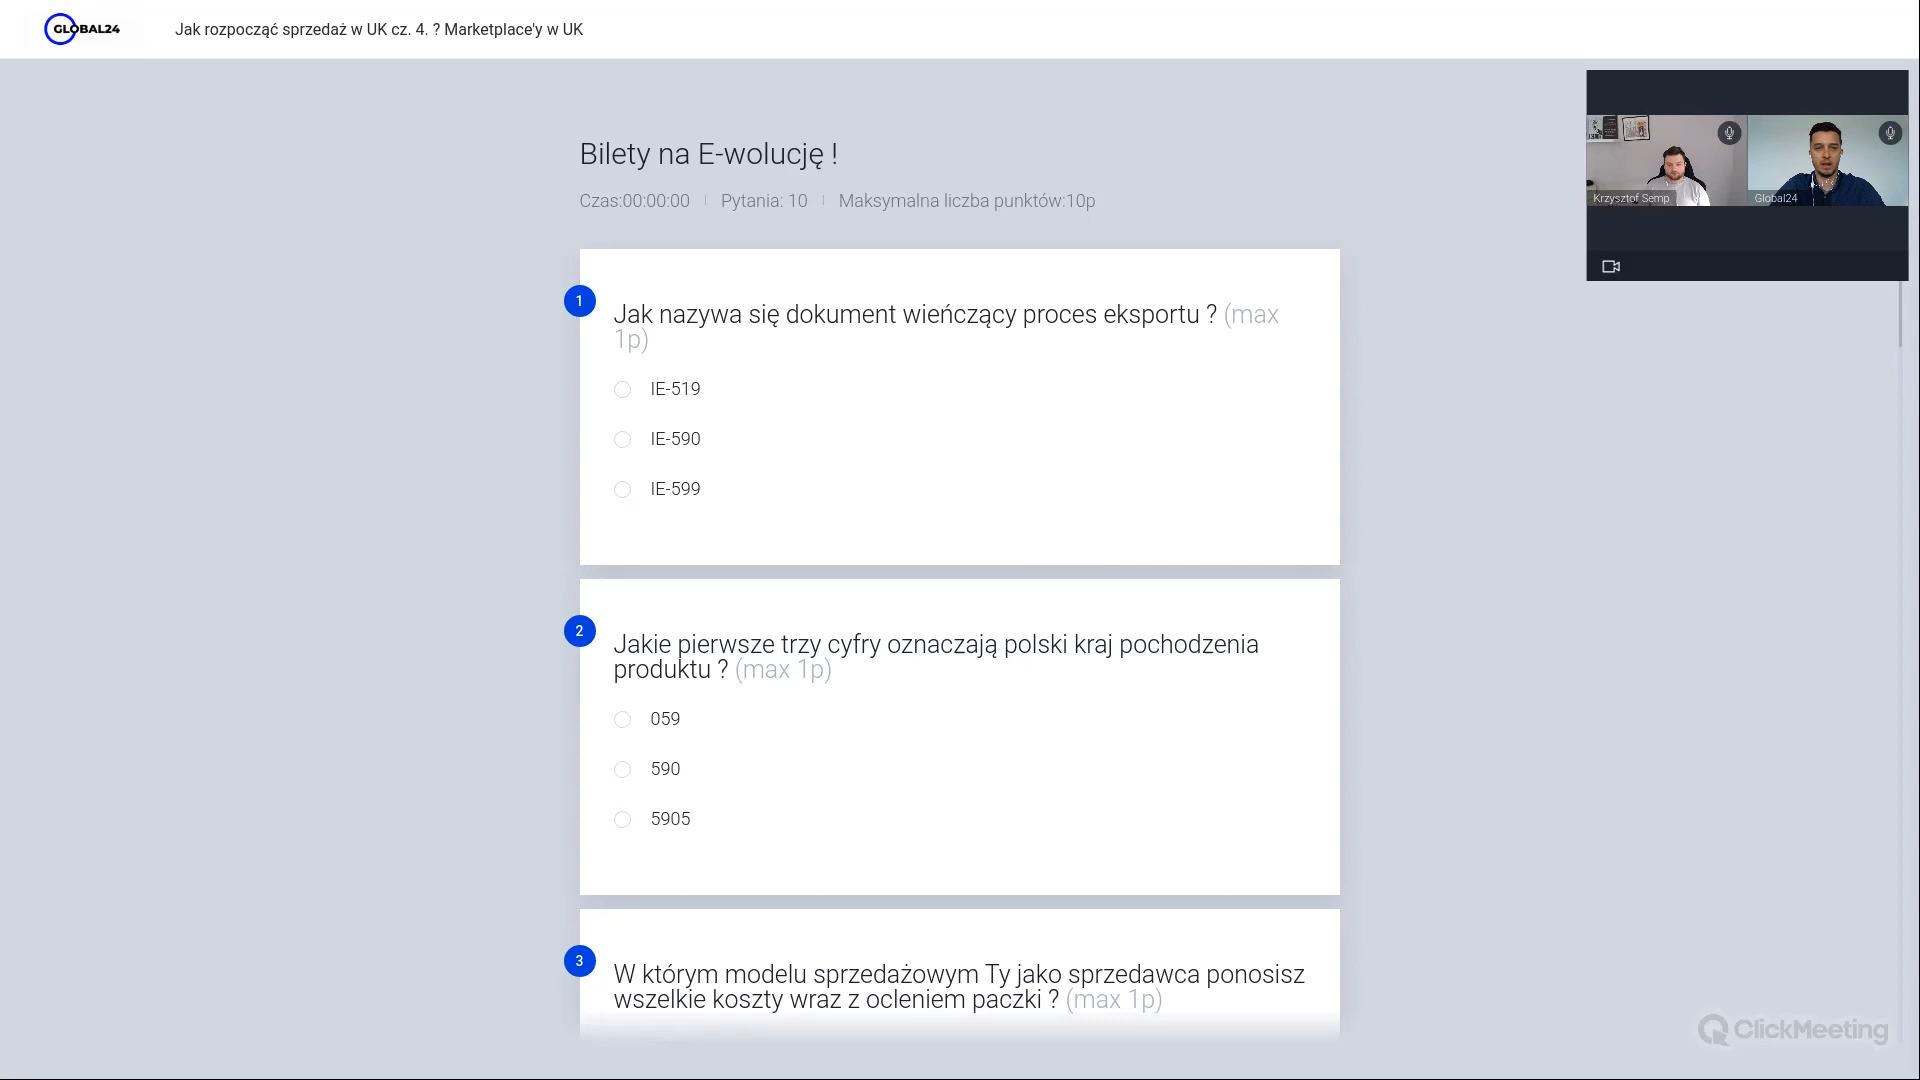 GLOBAL24
Jak rozpocząć sprzedaż w UK cz. 4. ? Marketplace'y w UK
Krzysztof Semp
Global24
Bilety na E-wolucję !
Czas:00:00:00
Pytania: 10
Maksymalna liczba punktów:10p
1
Jak nazywa się dokument wieńczący proces eksportu ? (max
1p)
IE-519
IE-590
IE-599
2
Jakie pierwsze trzy cyfry oznaczają polski kraj pochodzenia
produktu ? (max 1p)
059
590
5905
3
W którym modelu sprzedażowym Ty jako sprzedawca ponosisz
wszelkie koszty wraz z ocleniem paczki ? (max 1p)
ClickMeeting